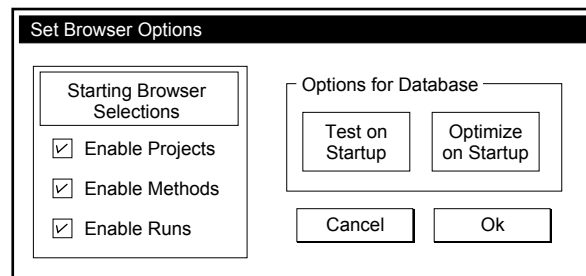 Set Browser Options
Starting Browser
Selections
Enable Projects
Enable Methods
Enable Runs
Options for Database
Test on
Startup
Optimize
on Startup
Cancel
Ok